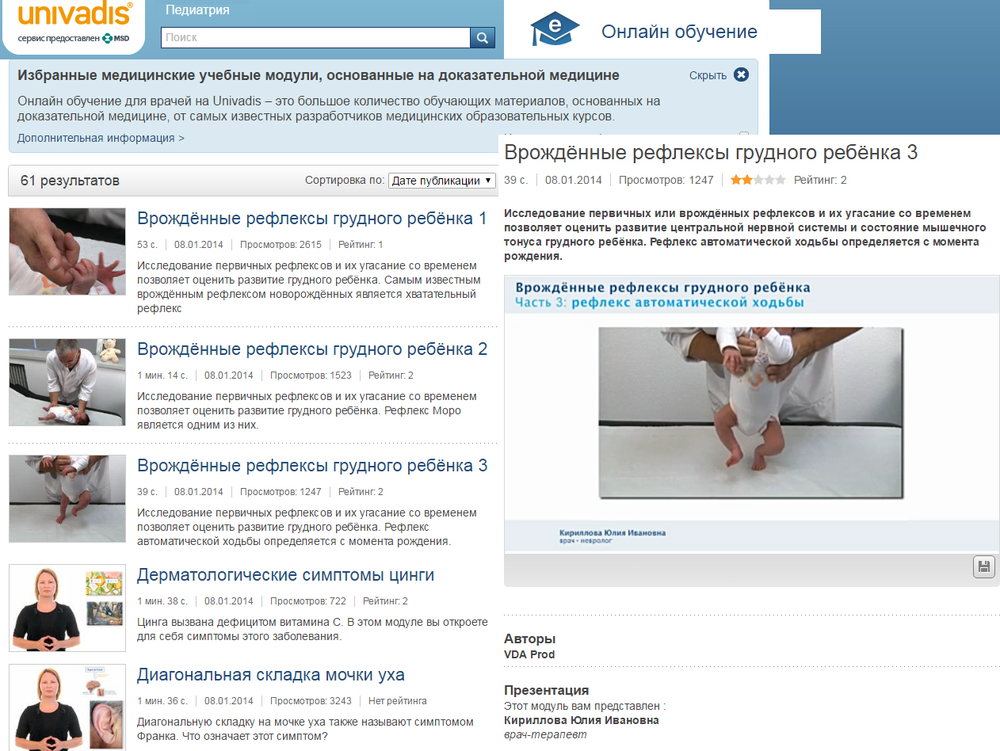 univadis®
сервис предоставлен MSD
Педиатрия
Поиск
e
Онлайн обучение
Избранные медицинские учебные модули, основанные на доказательной медицине
Скрыть
Онлайн обучение для врачей на Univadis – это большое количество обучающих материалов, основанных на
доказательной медицине, от самых известных разработчиков медицинских образовательных курсов.
Дополнительная информация >
61 результатов
Сортировка по: Дате публикации
Врождённые рефлексы грудного ребёнка 1
53 с. 08.01.2014 Просмотров: 2615 Рейтинг: 1
Исследование первичных рефлексов и их угасание со временем
позволяет оценить развитие грудного ребёнка. Самым известным
врождённым рефлексом новорождённых является хватательный
рефлекс
Врождённые рефлексы грудного ребёнка 2
1 мин. 14 с. 08.01.2014 Просмотров: 1523 Рейтинг: 2
Исследование первичных рефлексов и их угасание со временем
позволяет оценить развитие грудного ребёнка. Рефлекс Моро
является одним из них.
Врождённые рефлексы грудного ребёнка 3
39 с. 08.01.2014 Просмотров: 1247 Рейтинг: 2
Исследование первичных рефлексов и их угасание со временем
позволяет оценить развитие грудного ребёнка. Рефлекс
автоматической ходьбы определяется с момента рождения.
Дерматологические симптомы цинги
1 мин. 38 с. 08.01.2014 Просмотров: 722 Рейтинг: 2
Цинга вызвана дефицитом витамина С. В этом модуле вы откроете
для себя симптомы этого заболевания.
Диагональная складка мочки уха
1 мин. 36 с. 08.01.2014 Просмотров: 3243 Нет рейтинга
Диагональную складку на мочке уха также называют симптомом
Франка. Что означает этот симптом?
Врождённые рефлексы грудного ребёнка 3
39 с. 08.01.2014 Просмотров: 1247 Рейтинг: 2
Исследование первичных или врождённых рефлексов и их угасание со временем
позволяет оценить развитие центральной нервной системы и состояние мышечного
тонуса грудного ребёнка. Рефлекс автоматической ходьбы определяется с момента
рождения.
Врождённые рефлексы грудного ребёнка
Часть 3: рефлекс автоматической ходьбы
Кириллова Юлия Ивановна
врач - невролог
Авторы
VDA Prod
Презентация
Этот модуль вам представлен :
Кириллова Юлия Ивановна
врач-терапевт